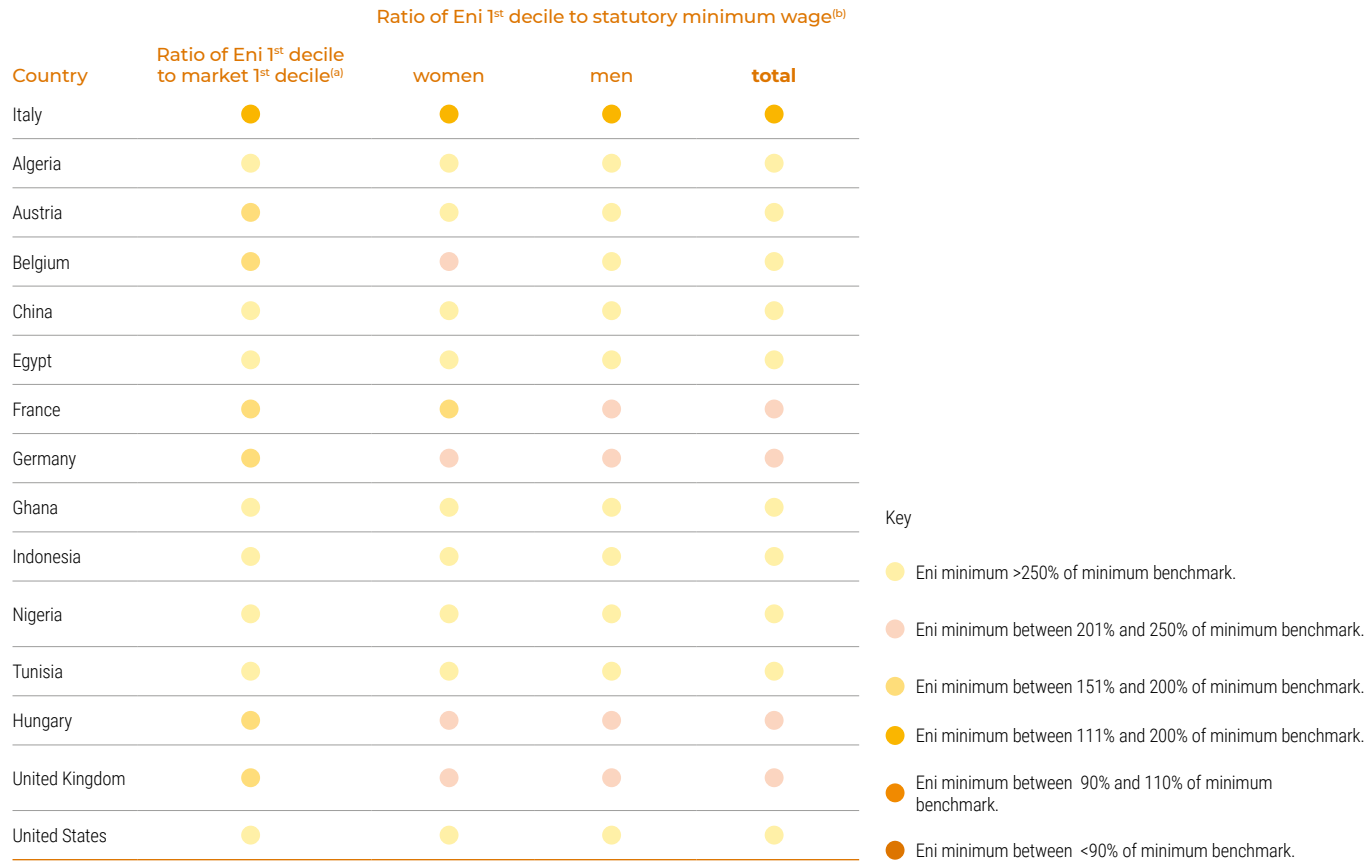 Ratio of Eni 1st decile to statutory minimum wage(b)
Ratio of Eni 1st decile
to market 1st decile(a)
Country
women
men
total
Italy
Algeria
Austria
Belgium
China
Egypt
France
Germany
Ghana
Indonesia
Nigeria
Tunisia
Hungary
United Kingdom
United States
Key
Eni minimum >250% of minimum benchmark.
Eni minimum between 201% and 250% of minimum benchmark.
Eni minimum between 151% and 200% of minimum benchmark.
Eni minimum between 111% and 200% of minimum benchmark.
Eni minimum between 90% and 110% of minimum
benchmark.
Eni minimum between <90% of minimum benchmark.